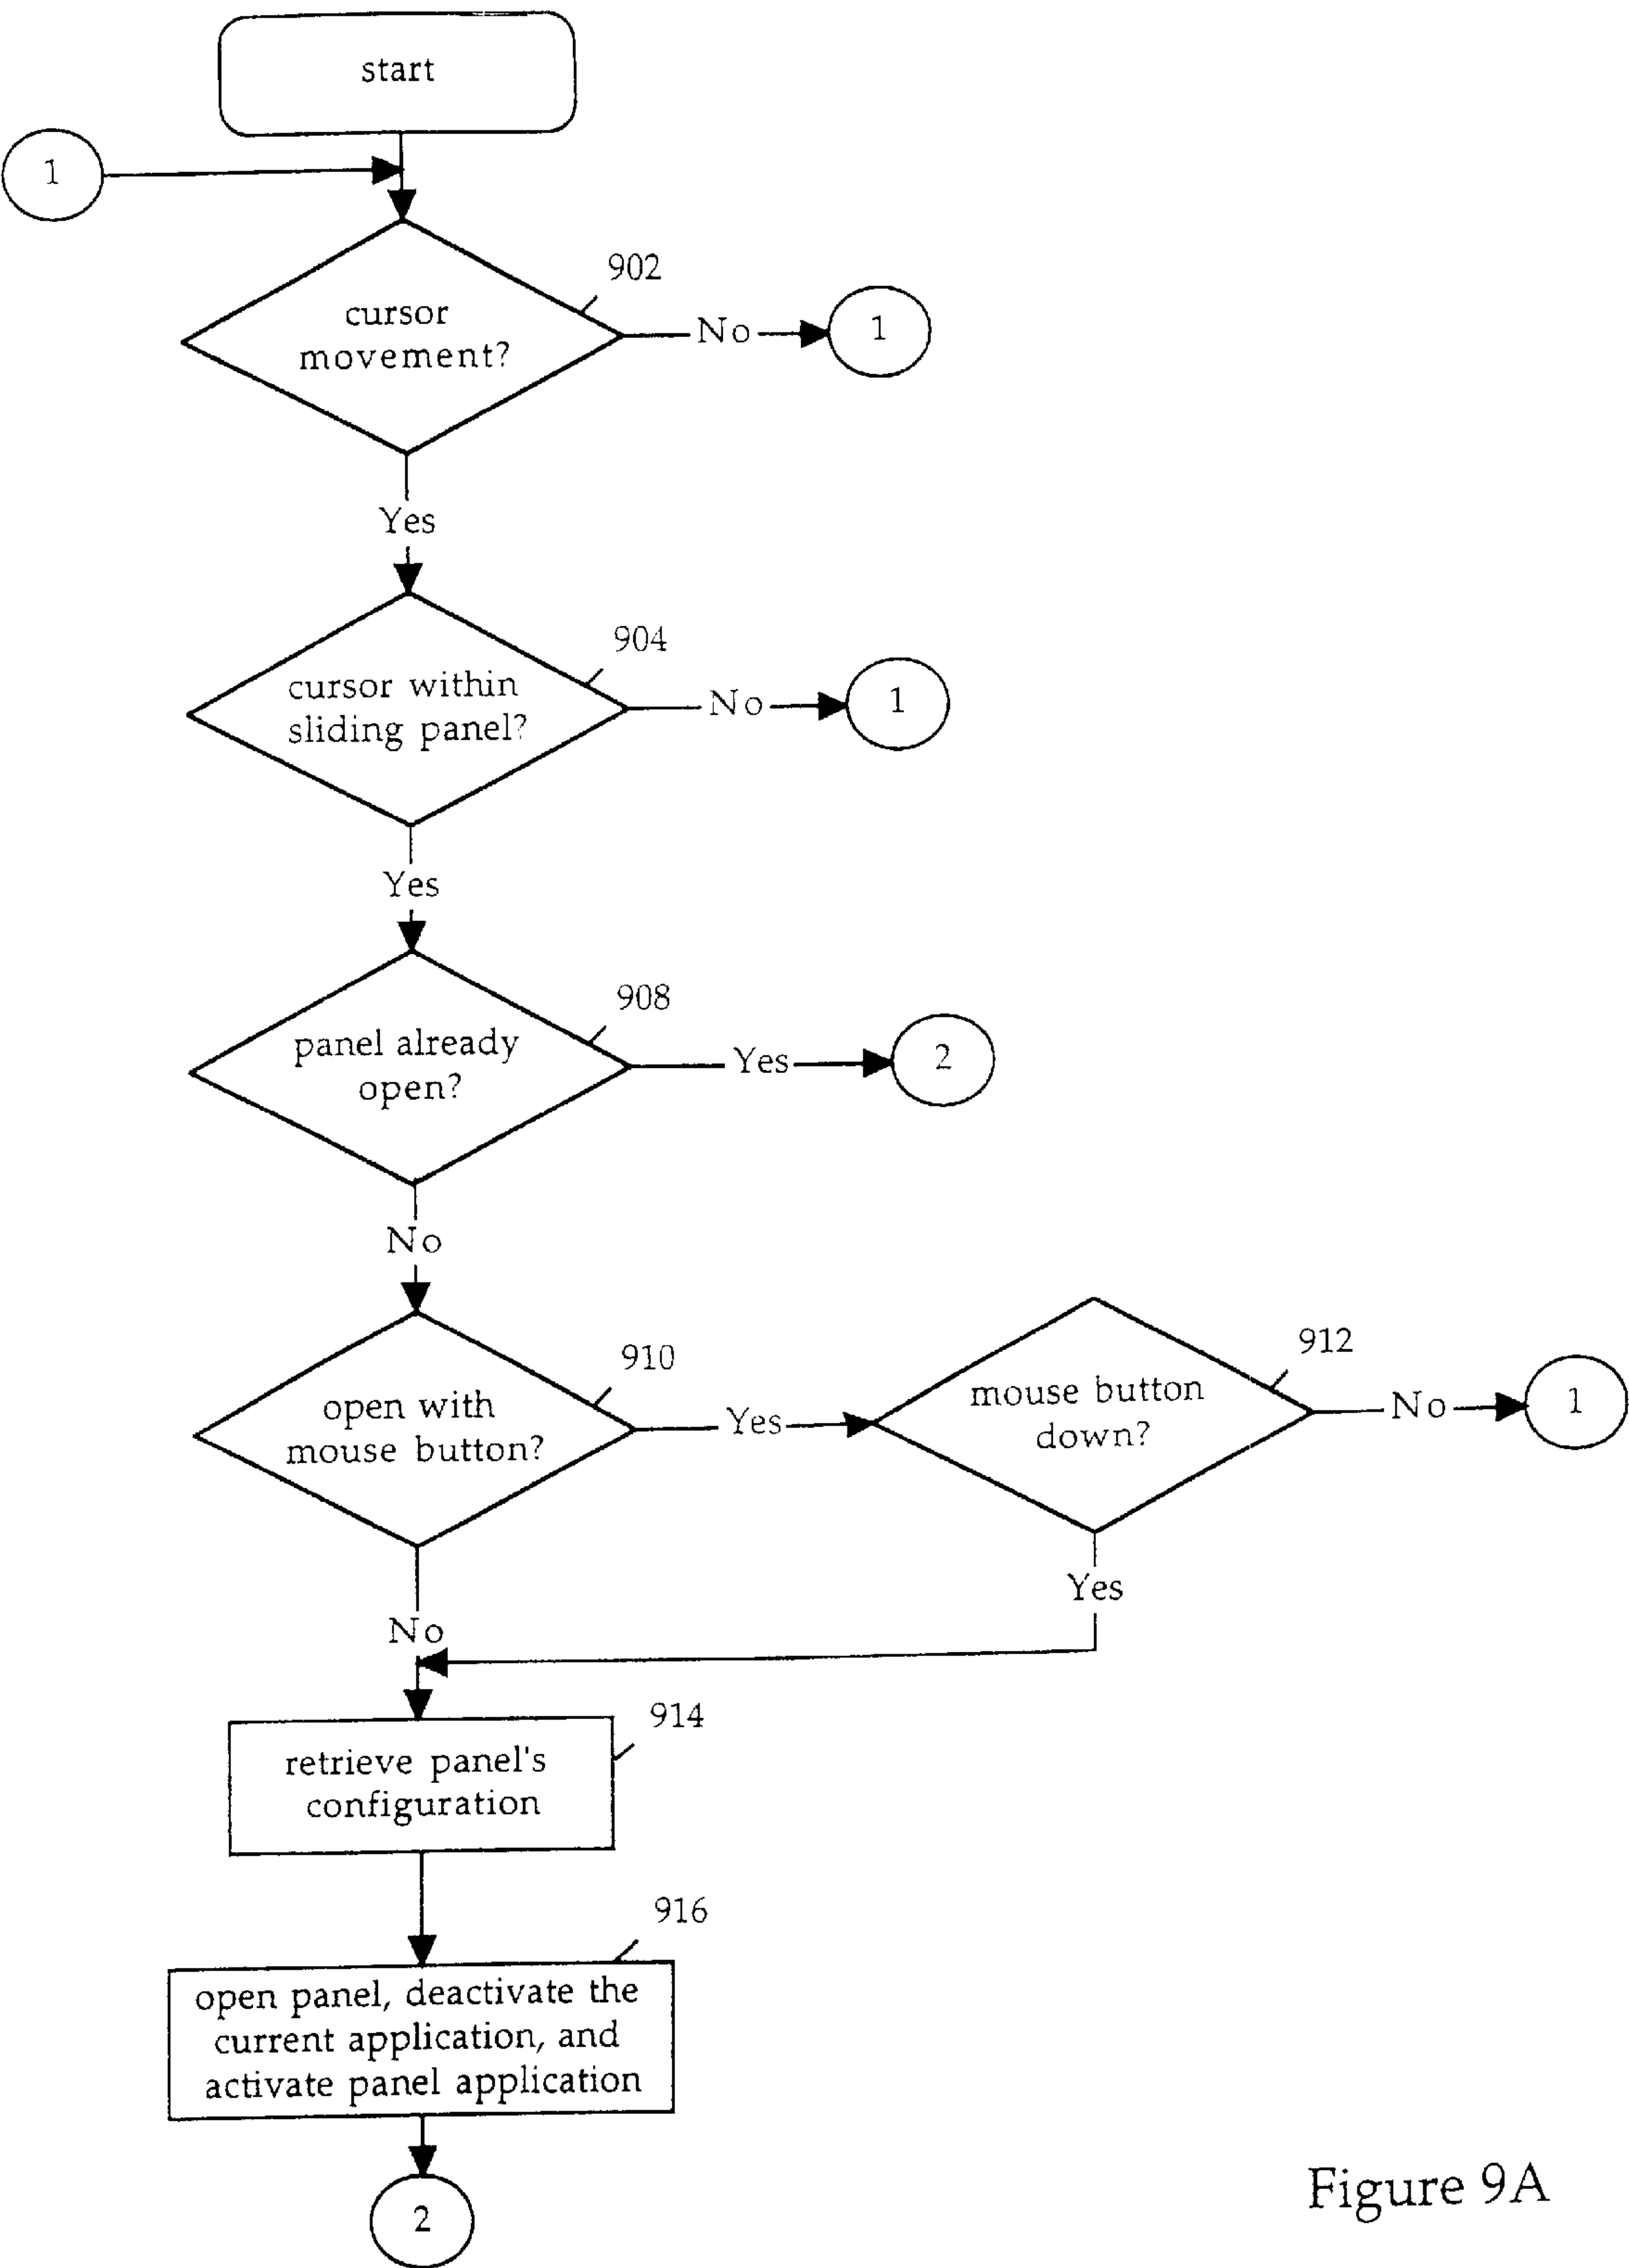 start
1
902
cursor
movement?
No
1
Yes
904
cursor within
sliding panel?
No
1
Yes
908
panel already
open?
Yes
2
No
910
open with
mouse button?
Yes
912
mouse button
down?
No
1
Yes
No
914
retrieve panel's
configuration
916
open panel, deactivate the
current application, and
activate panel application
2
Figure 9A